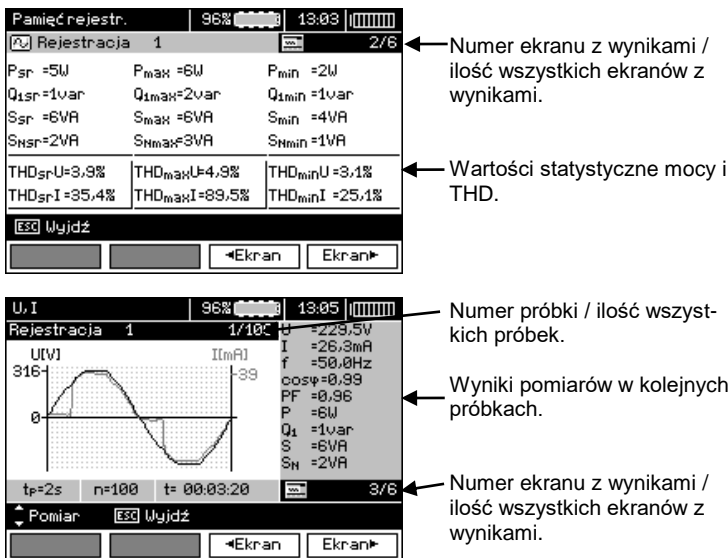 Pamięć rejestr. 96% 13:03
Rejestracja 1 2/6
Psr =5W Pmax =6W Pmin =2W
Q1sr=1var Q1max=2var Q1min=1var
Ssr =6VA Smax =6VA Smin =4VA
SNsr=2VA SNmax=3VA SNmin=1VA
THDsrU=3,9% THDmaxU=4,9% THDminU =3,1%
THDsrI =35,4% THDmaxI=89,5% THDminI =25,1%
ESC Wyjdź
◄Ekran Ekran►
Numer ekranu z wynikami /
ilość wszystkich ekranów z
wynikami.
Wartości statystyczne mocy i
THD.
U,I 96% 13:05
Rejestracja 1 1/100
U[V] I[mA]
316 39
0
U =229,5V
I =26,3mA
f =50,0Hz
cosφ=0,99
PF =0,96
P =6W
Q1 =1var
S =6VA
SN =2VA
tP=2s n=100 t= 00:03:20 3/6
Pomiar ESC Wyjdź
◄Ekran Ekran►
Numer próbki / ilość wszyst-
kich próbek.
Wyniki pomiarów w kolejnych
próbkach.
Numer ekranu z wynikami /
ilość wszystkich ekranów z
wynikami.